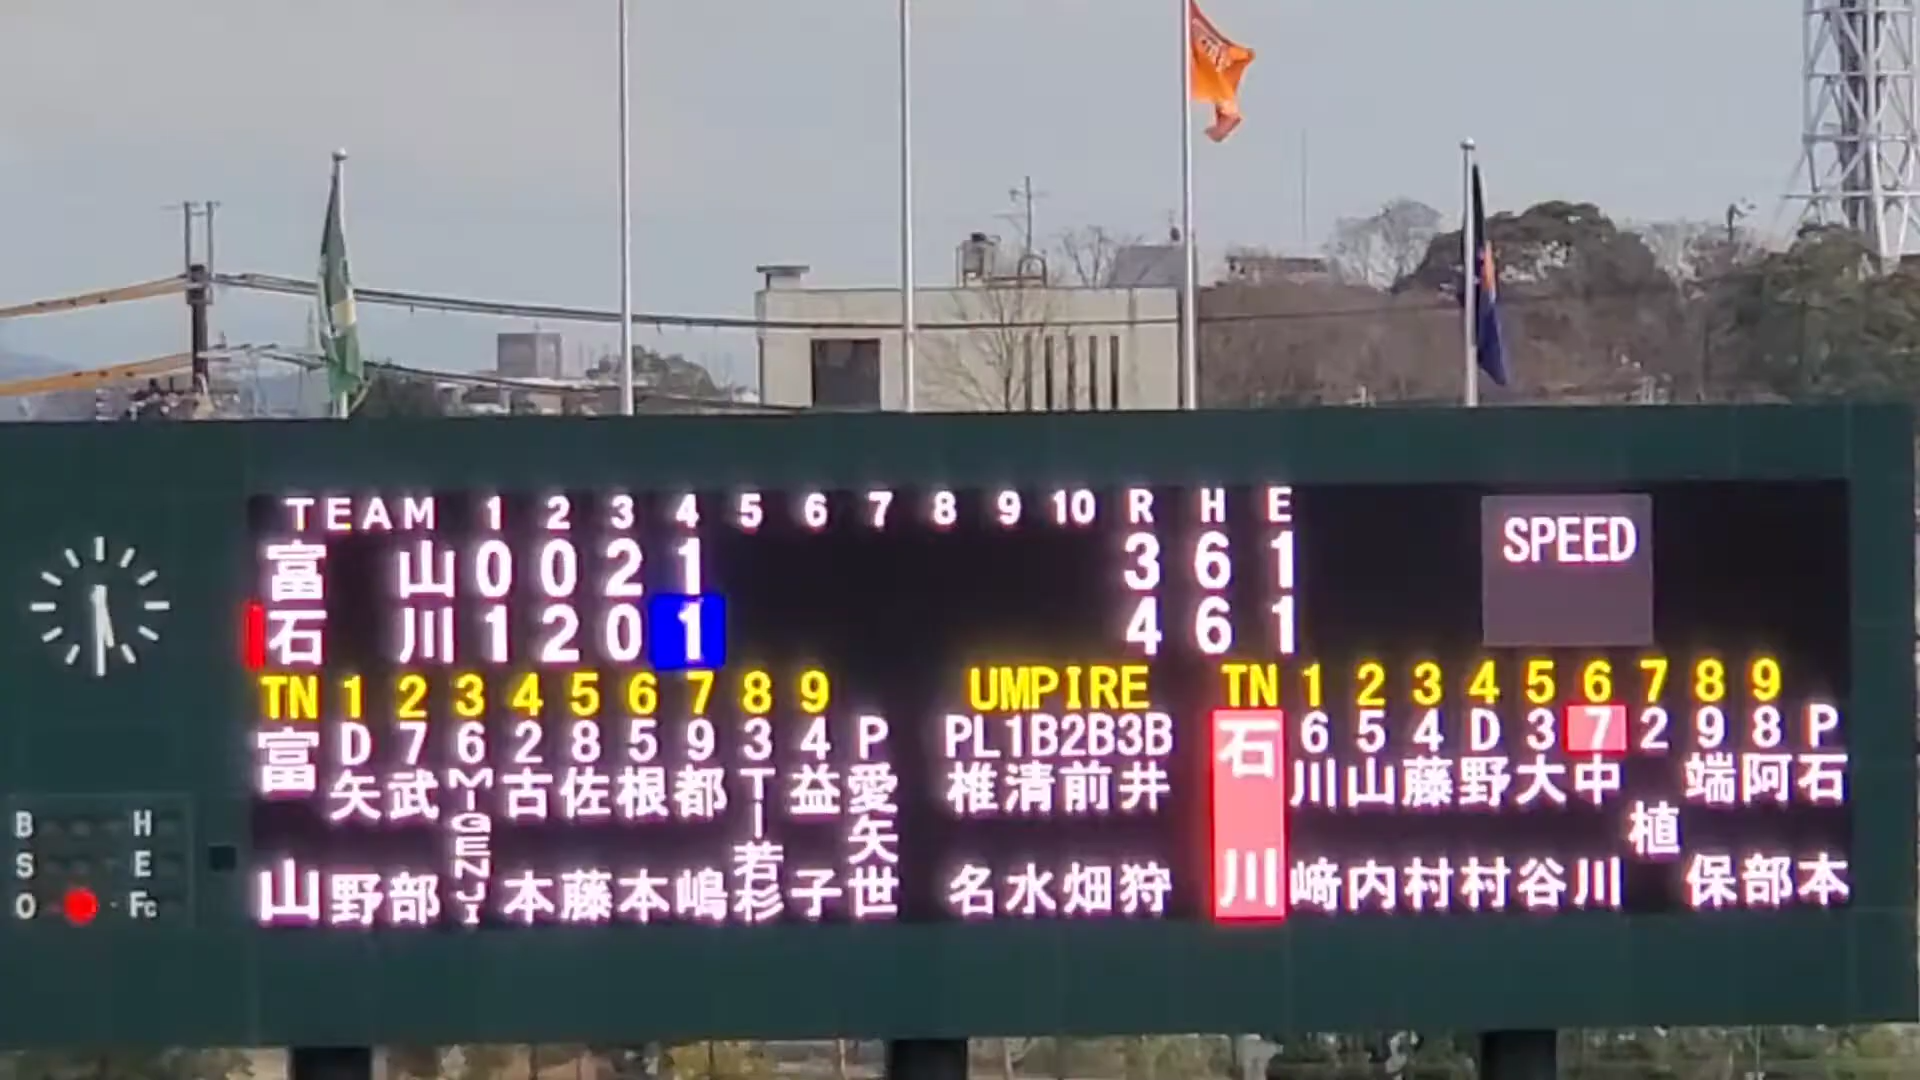 TEAM 1 2 3 4 5 6 7 8 9 10 R H E
富山 0 0 2 1 3 6 1
石川 1 2 0 1 4 6 1
SPEED
TN 1 2 3 4 5 6 7 8 9
富山 D 7 6 2 8 5 9 3 4 P
矢野 武部 MIGENJI 古本 佐藤 根本 都嶋 TI-若杉 益子 愛矢世
UMPIRE
PL 1B 2B 3B
椎名 清水 前畑 井狩
TN 1 2 3 4 5 6 7 8 9
石川 6 5 4 D 3 7 2 9 8 P
川﨑 山内 藤村 野村 大谷 中川 植 端保 阿部 石本
B H
S E
O Fc